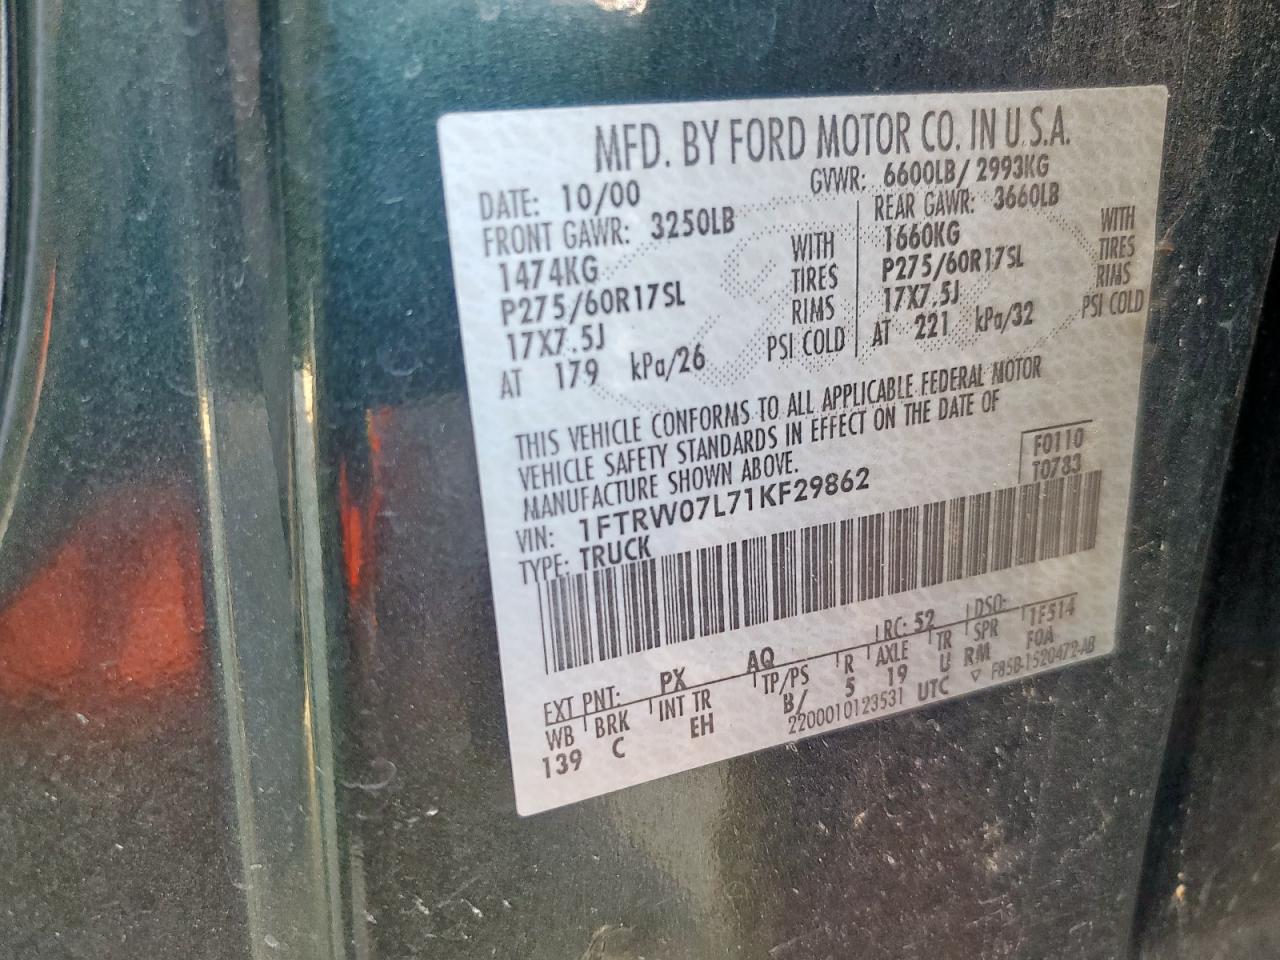 MFD. BY FORD MOTOR CO. IN U.S.A.
DATE: 10/00 GVWR: 6600LB/ 2993KG
FRONT GAWR: 3250LB REAR GAWR: 3660LB
1474KG WITH 1660KG WITH
P275/60R17SL TIRES P275/60R17SL TIRES
17X7.5J RIMS 17X7.5J RIMS
AT 179 kPa/26 PSI COLD AT 221 kPa/32 PSI COLD
THIS VEHICLE CONFORMS TO ALL APPLICABLE FEDERAL MOTOR
VEHICLE SAFETY STANDARDS IN EFFECT ON THE DATE OF
MANUFACTURE SHOWN ABOVE.
F0110
T0783
VIN: 1FTRW07L71KF29862
TYPE: TRUCK
EXT PNT: PX AQ RC: 52 DSO:
WB BRK INT TR TP/PS R AXLE TR SPR 1F514
139 C EH B/ 5 19 U RM FOA
2200010123531 UTC ▽ F85B-1520472-AB